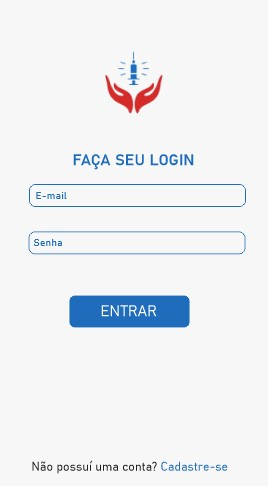 FAÇA SEU LOGIN
E-mail
Senha
ENTRAR
Não possuí uma conta? Cadastre-se